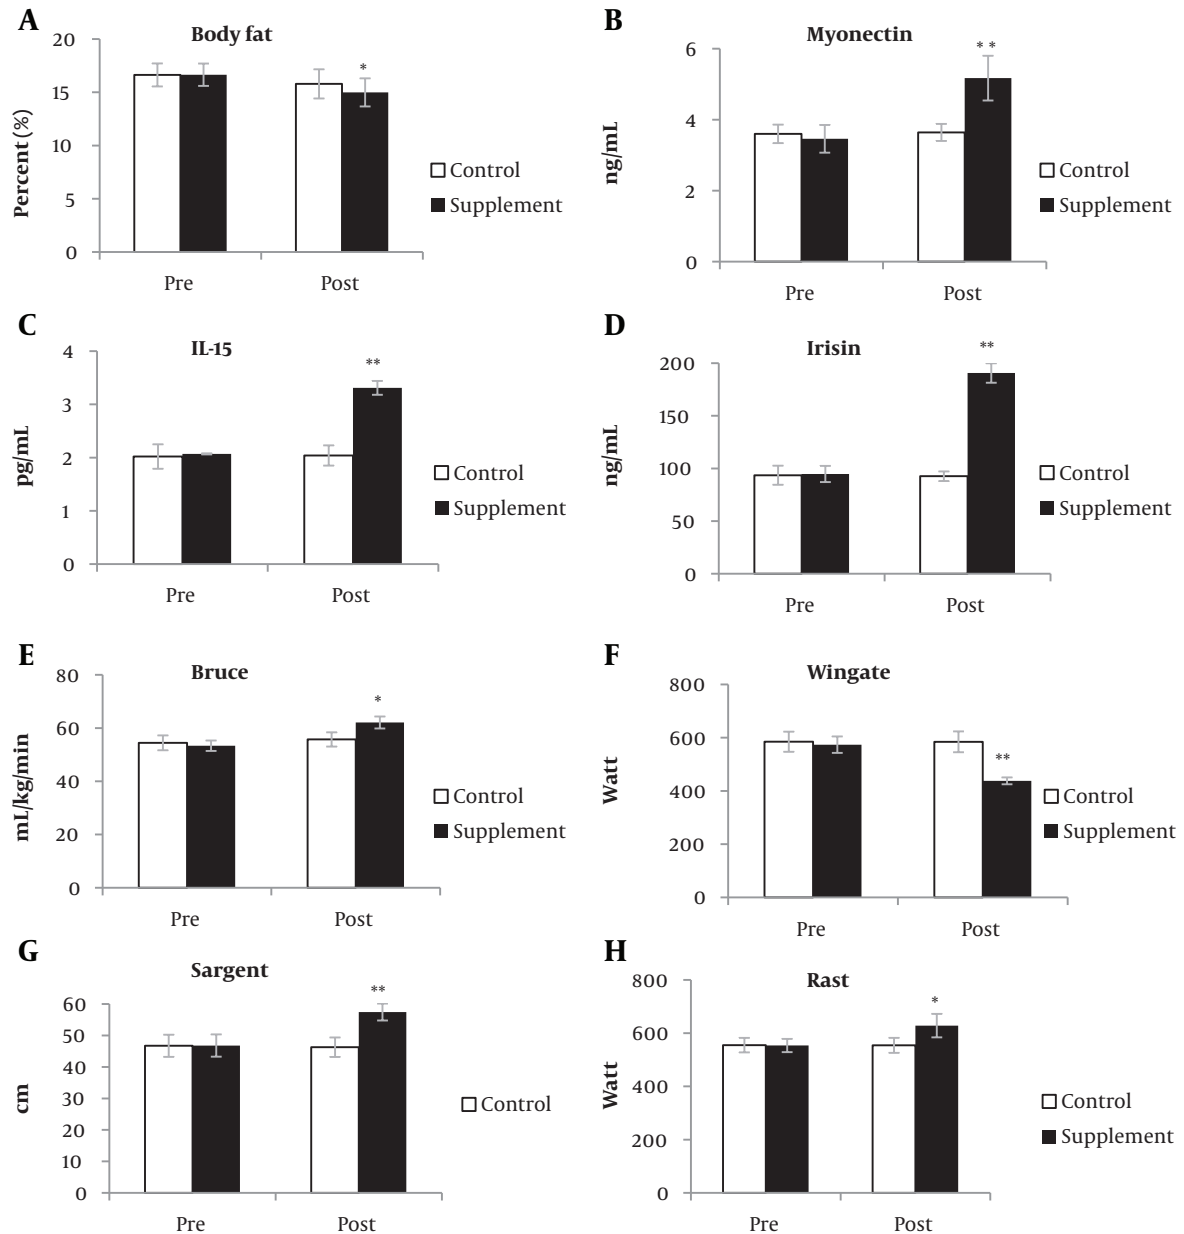 A
Body fat
20
15
10
5
0
Percent (%)
*
Pre
Post
Control
Supplement
B
Myonectin
6
4
2
0
ng/mL
* *
Pre
Post
Control
Supplement
C
IL-15
4
3
2
1
0
pg/mL
**
Pre
Post
Control
Supplement
D
Irisin
200
150
100
50
0
ng/mL
**
Pre
Post
Control
Supplement
E
Bruce
80
60
40
20
0
mL/kg/min
*
Pre
Post
Control
Supplement
F
Wingate
800
600
400
200
0
Watt
**
Pre
Post
Control
Supplement
G
Sargent
60
50
40
30
20
10
0
cm
**
Pre
Post
Control
H
Rast
800
600
400
200
0
Watt
*
Pre
Post
Control
Supplement